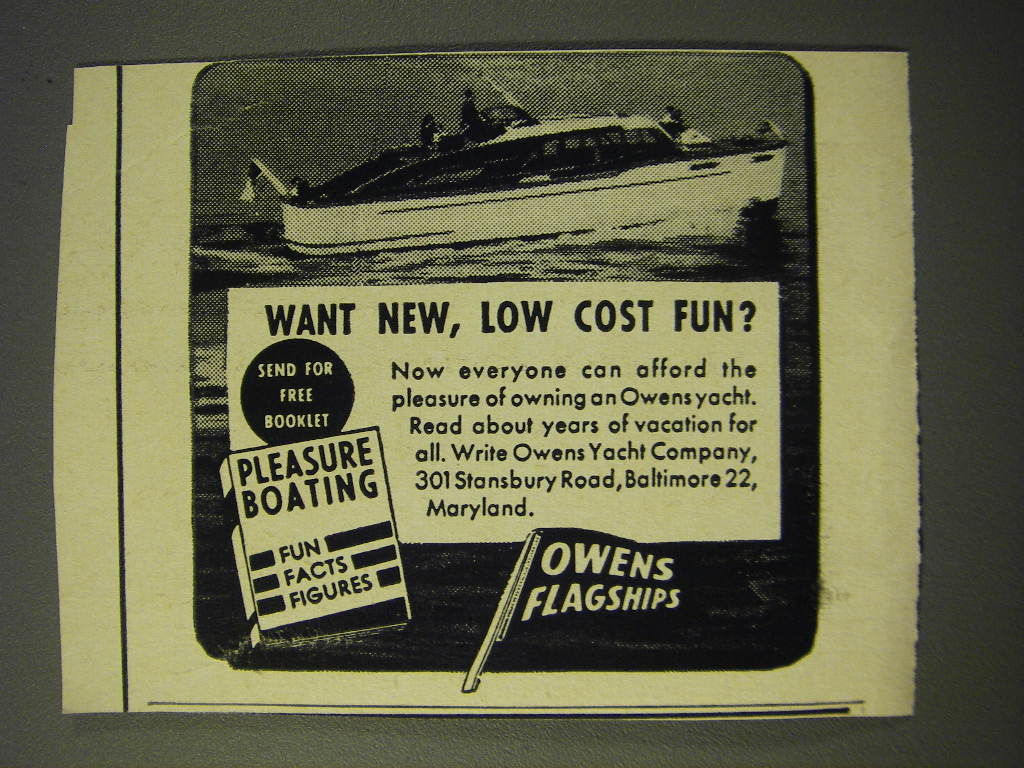 WANT NEW, LOW COST FUN?
SEND FOR
FREE
BOOKLET
Now everyone can afford the
pleasure of owning an Owens yacht.
Read about years of vacation for
all. Write Owens Yacht Company,
301 Stansbury Road, Baltimore 22,
Maryland.
PLEASURE
BOATING
FUN
FACTS
FIGURES
OWENS
FLAGSHIPS